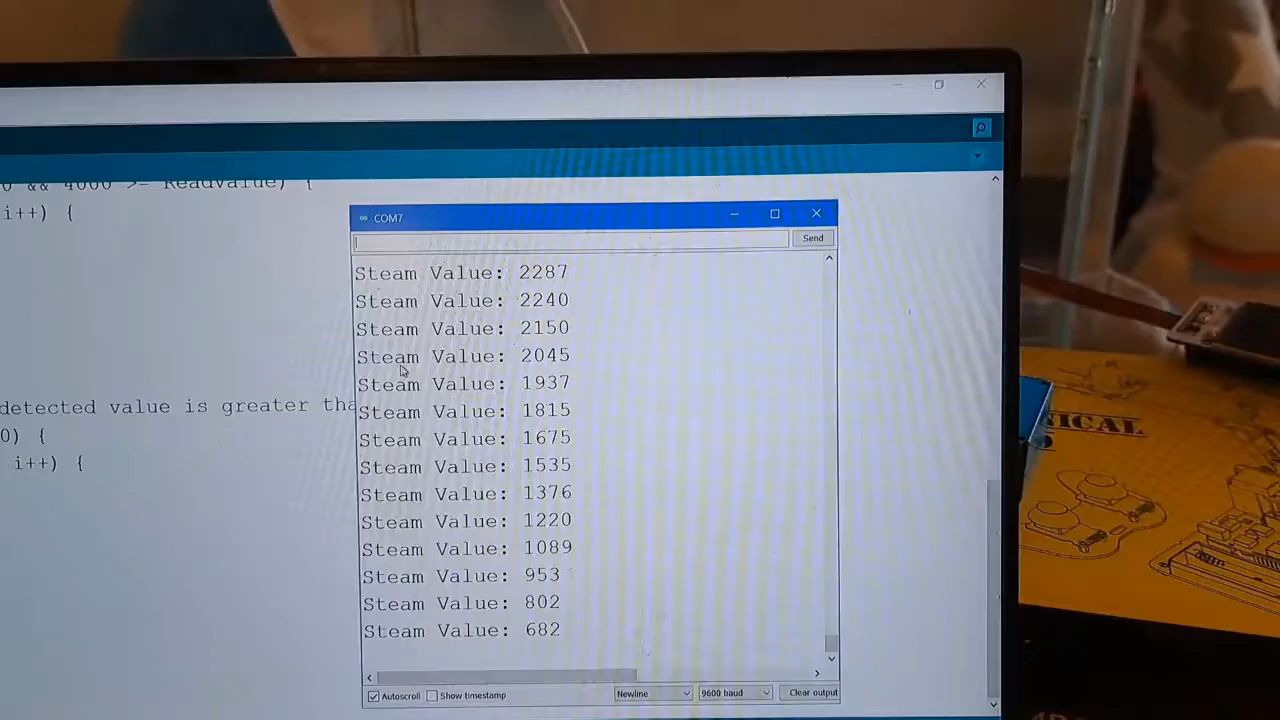 0 && 4000 >= ReadValue) {
i++) {
COM7
Send
Steam Value: 2287
Steam Value: 2240
Steam Value: 2150
Steam Value: 2045
Steam Value: 1937
Steam Value: 1815
Steam Value: 1675
Steam Value: 1535
Steam Value: 1376
Steam Value: 1220
Steam Value: 1089
Steam Value: 953
Steam Value: 802
Steam Value: 682
detected value is greater tha
0) {
i++) {
Autoscroll Show timestamp Newline 9600 baud Clear output
NICAL